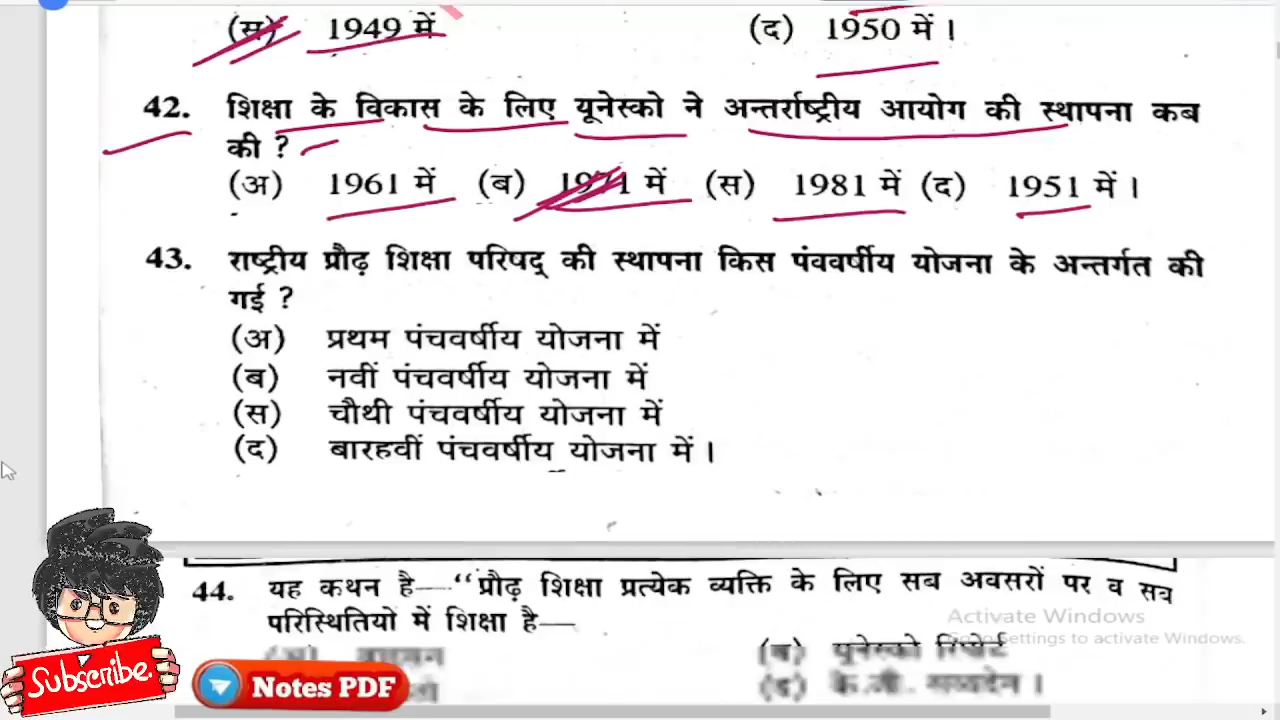 (स) 1949 में (द) 1950 में।
42. शिक्षा के विकास के लिए यूनेस्को ने अन्तर्राष्ट्रीय आयोग की स्थापना कब
की ?
(अ) 1961 में (ब) 1971 में (स) 1981 में (द) 1951 में।
43. राष्ट्रीय प्रौढ़ शिक्षा परिषद् की स्थापना किस पंववर्षीय योजना के अन्तर्गत की
गई ?
(अ) प्रथम पंचवर्षीय योजना में
(ब) नवीं पंचवर्षीय योजना में
(स) चौथी पंचवर्षीय योजना में
(द) बारहवीं पंचवर्षीय योजना में।
44. यह कथन है—“प्रौढ़ शिक्षा प्रत्येक व्यक्ति के लिए सब अवसरों पर व सब
परिस्थितियो में शिक्षा है—
(ब) यूनेस्को रिपोर्ट
Activate Windows
Go to Settings to activate Windows.
Subscribe
Notes PDF